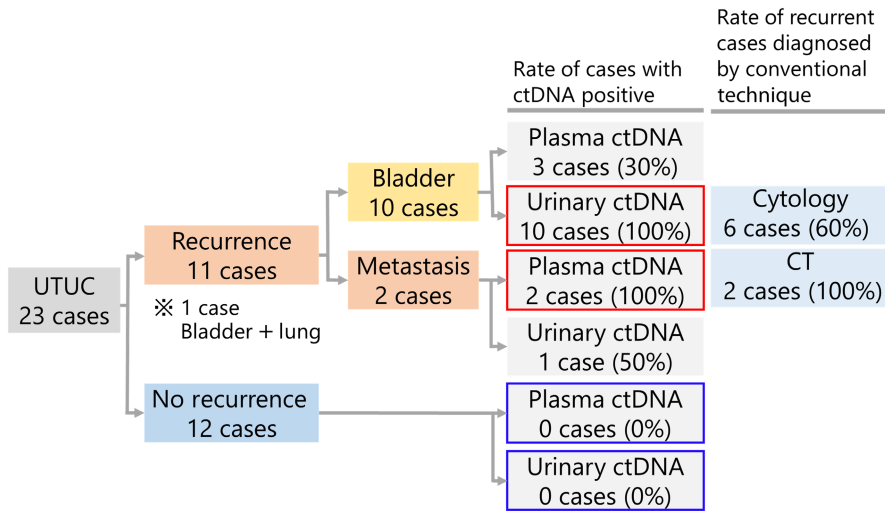 Rate of cases with
ctDNA positive
Rate of recurrent
cases diagnosed
by conventional
technique
UTUC
23 cases
Recurrence
11 cases
※ 1 case
Bladder + lung
No recurrence
12 cases
Bladder
10 cases
Metastasis
2 cases
Plasma ctDNA
3 cases (30%)
Urinary ctDNA
10 cases (100%)
Cytology
6 cases (60%)
Plasma ctDNA
2 cases (100%)
CT
2 cases (100%)
Urinary ctDNA
1 case (50%)
Plasma ctDNA
0 cases (0%)
Urinary ctDNA
0 cases (0%)